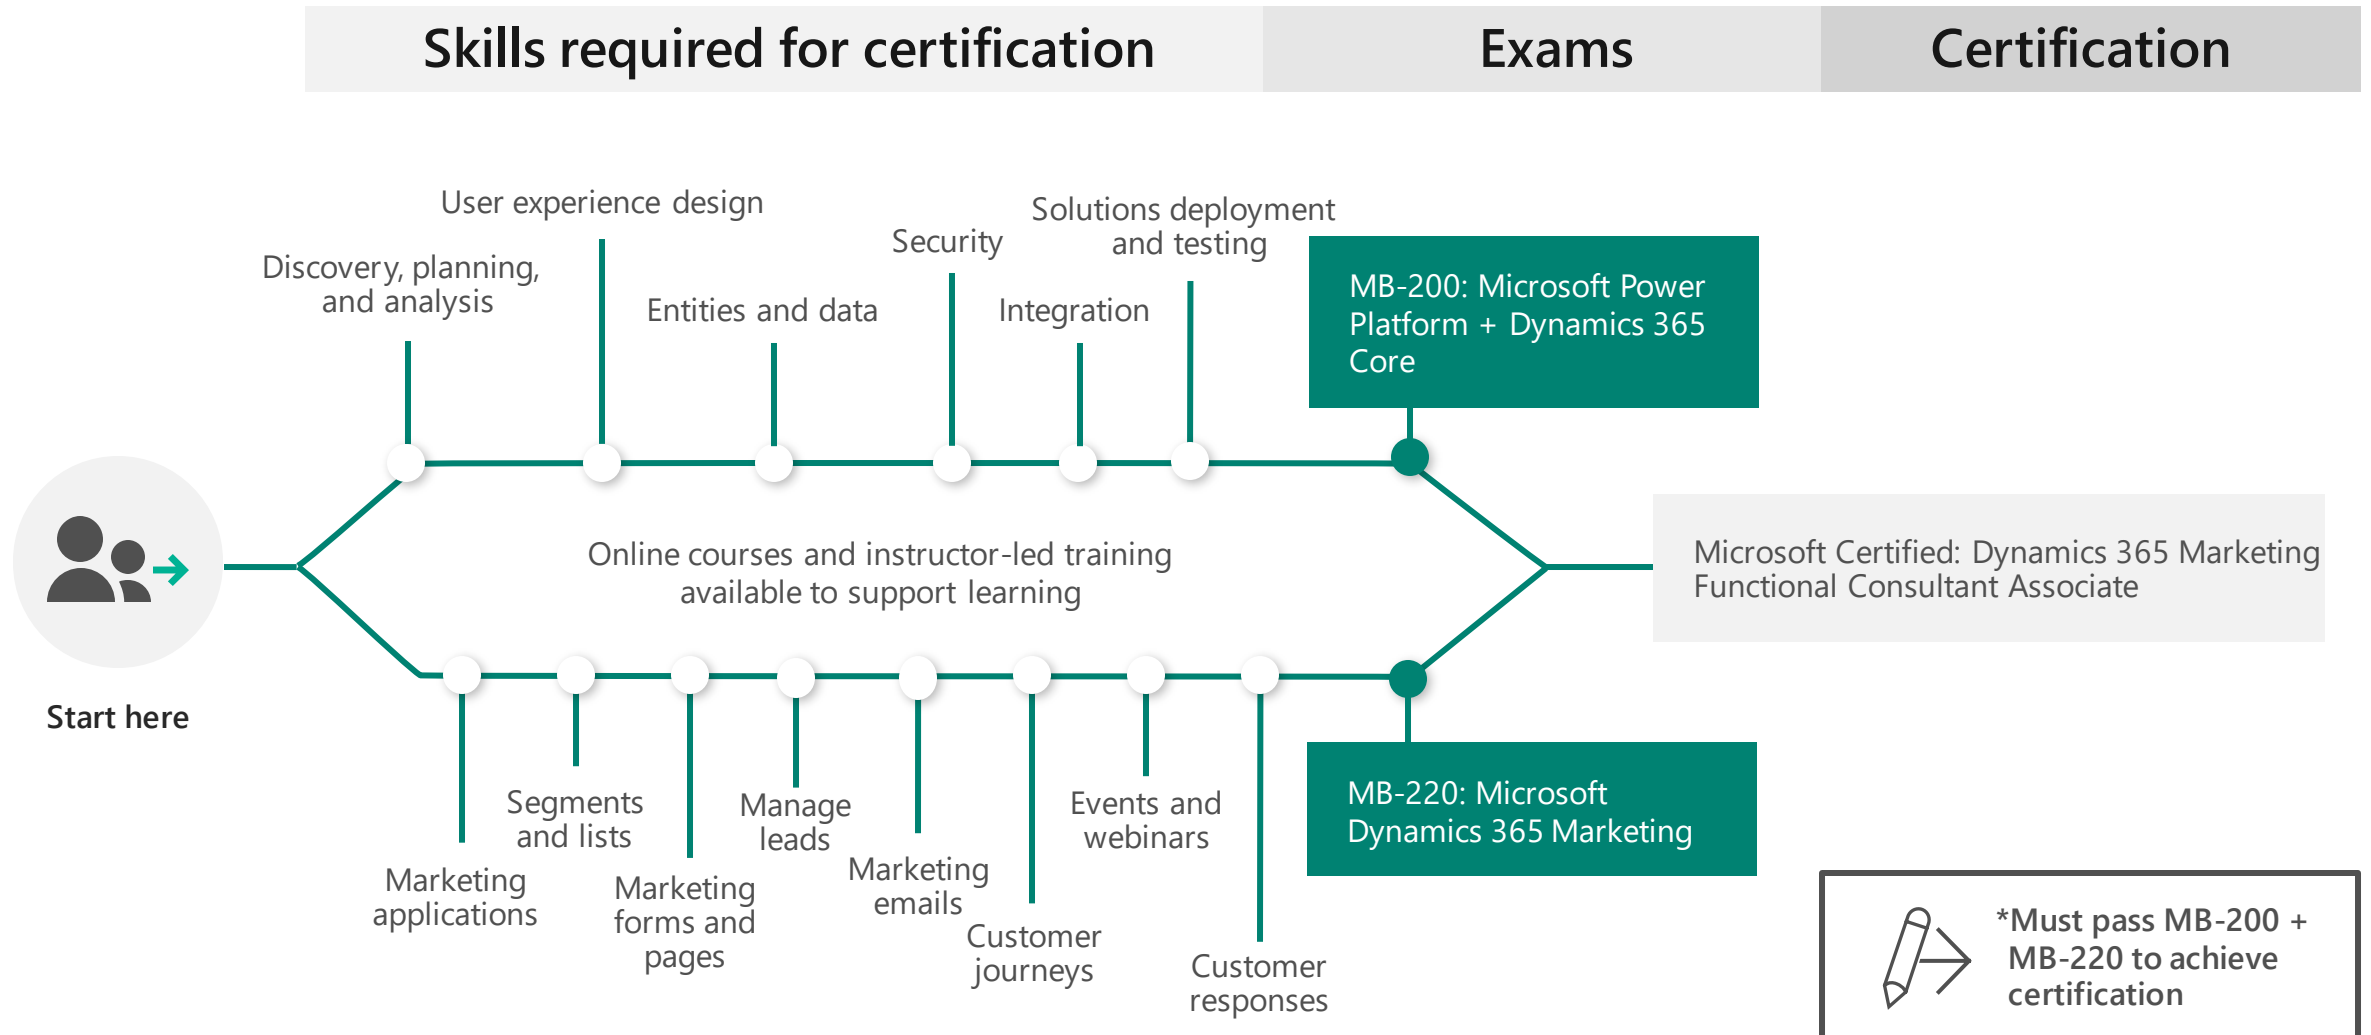 Skills required for certification
Exams
Certification
User experience design
Solutions deployment
and testing
Security
Discovery, planning,
and analysis
Entities and data
Integration
MB-200: Microsoft Power
Platform + Dynamics 365
Core
Online courses and instructor-led training
available to support learning
Microsoft Certified: Dynamics 365 Marketing
Functional Consultant Associate
Start here
Marketing
applications
Segments
and lists
Marketing
forms and
pages
Manage
leads
Marketing
emails
Customer
journeys
Events and
webinars
Customer
responses
MB-220: Microsoft
Dynamics 365 Marketing
*Must pass MB-200 +
MB-220 to achieve
certification